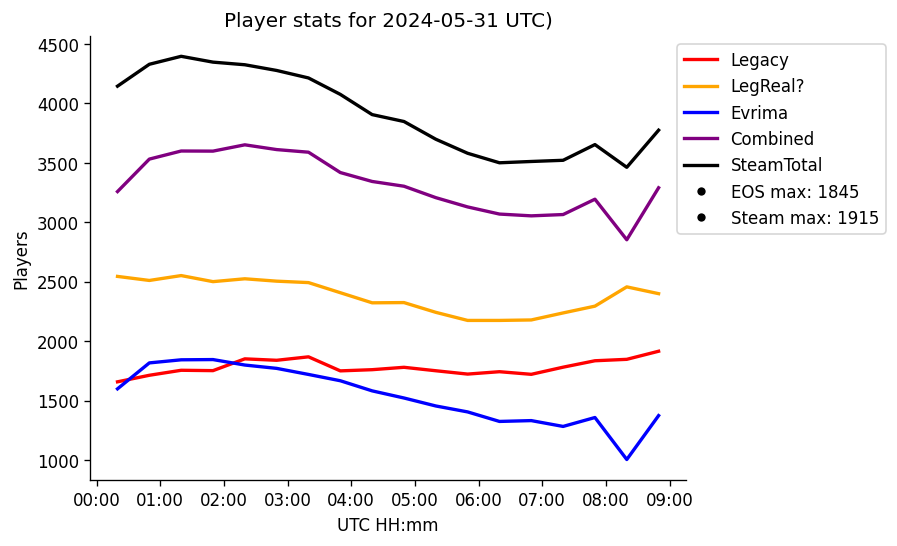 Player stats for 2024-05-31 UTC)
4500
4000
3500
3000
2500
2000
1500
1000
Players
00:00 01:00 02:00 03:00 04:00 05:00 06:00 07:00 08:00 09:00
UTC HH:mm
Legacy
LegReal?
Evrima
Combined
SteamTotal
EOS max: 1845
Steam max: 1915